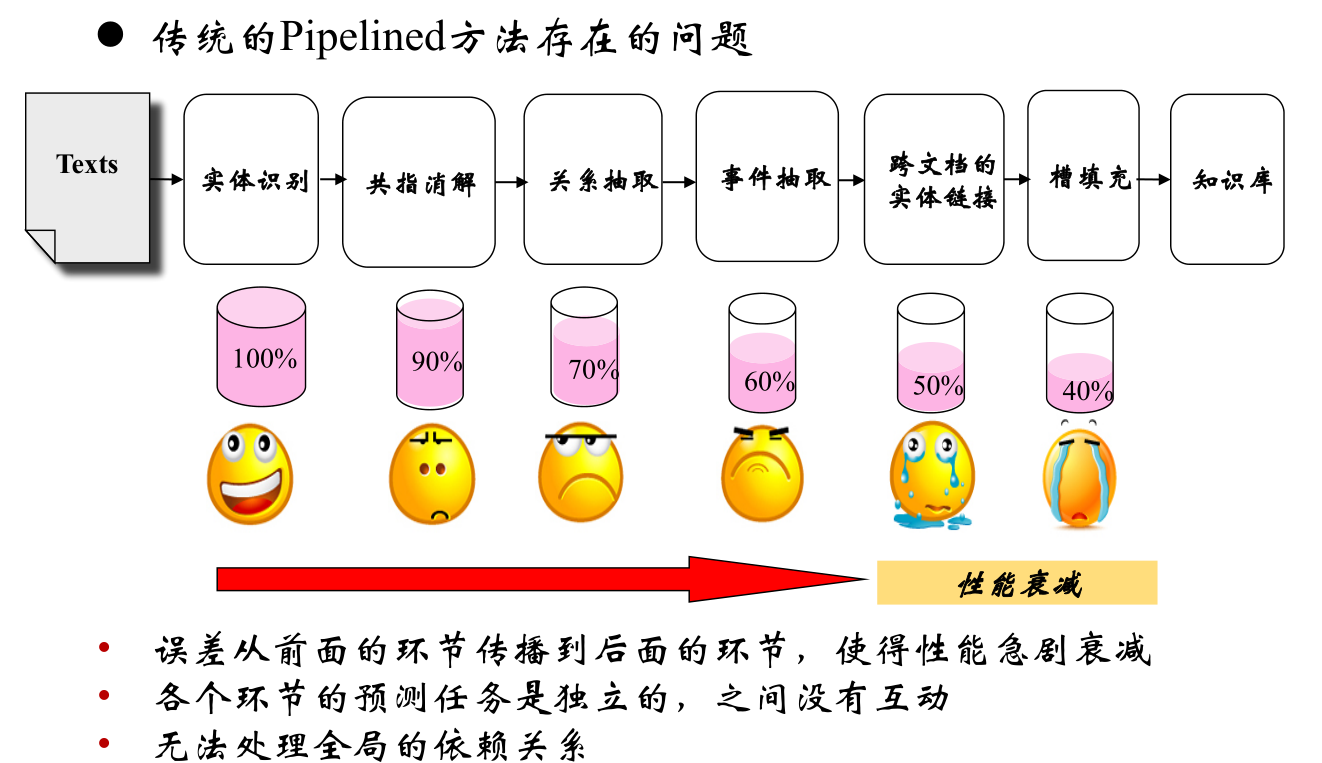 传统的Pipelined方法存在的问题
Texts
实体识别
共指消解
关系抽取
事件抽取
跨文档的
实体链接
槽填充
知识库
100%
90%
70%
60%
50%
40%
性能衰减
误差从前面的环节传播到后面的环节，使得性能急剧衰减
各个环节的预测任务是独立的，之间没有互动
无法处理全局的依赖关系